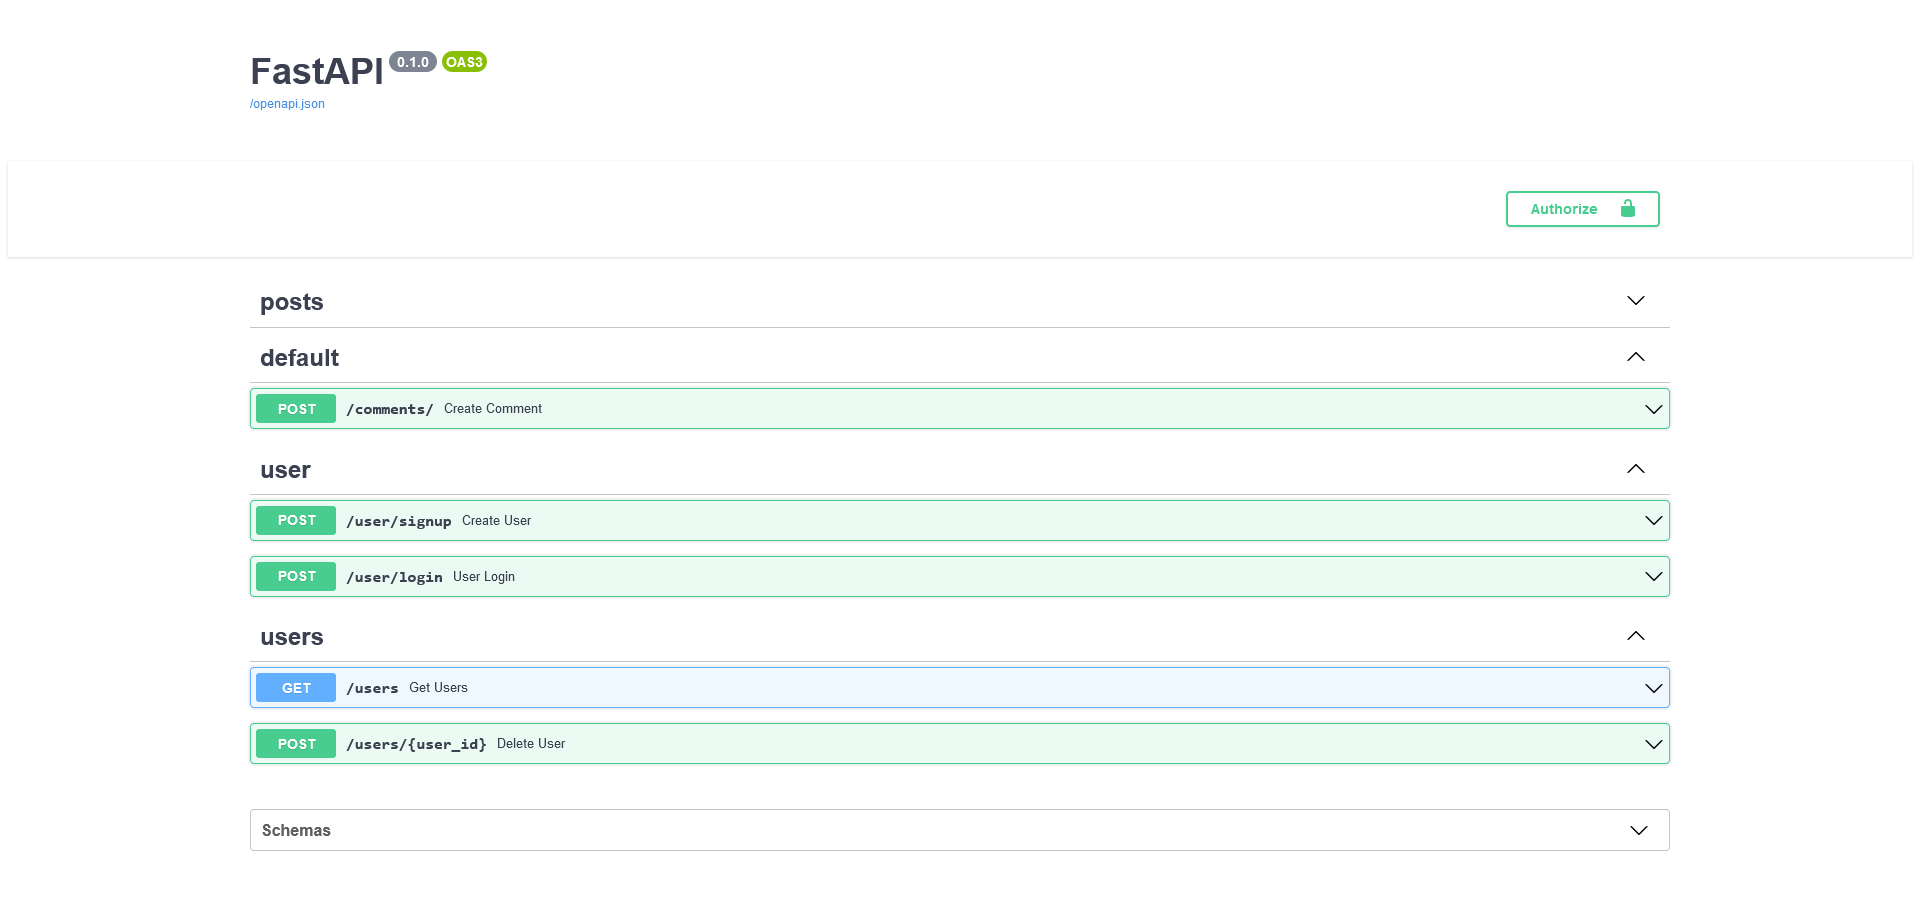 FastAPI 0.1.0 OAS3
/openapi.json
Authorize
posts
default
POST /comments/ Create Comment
user
POST /user/signup Create User
POST /user/login User Login
users
GET /users Get Users
POST /users/{user_id} Delete User
Schemas